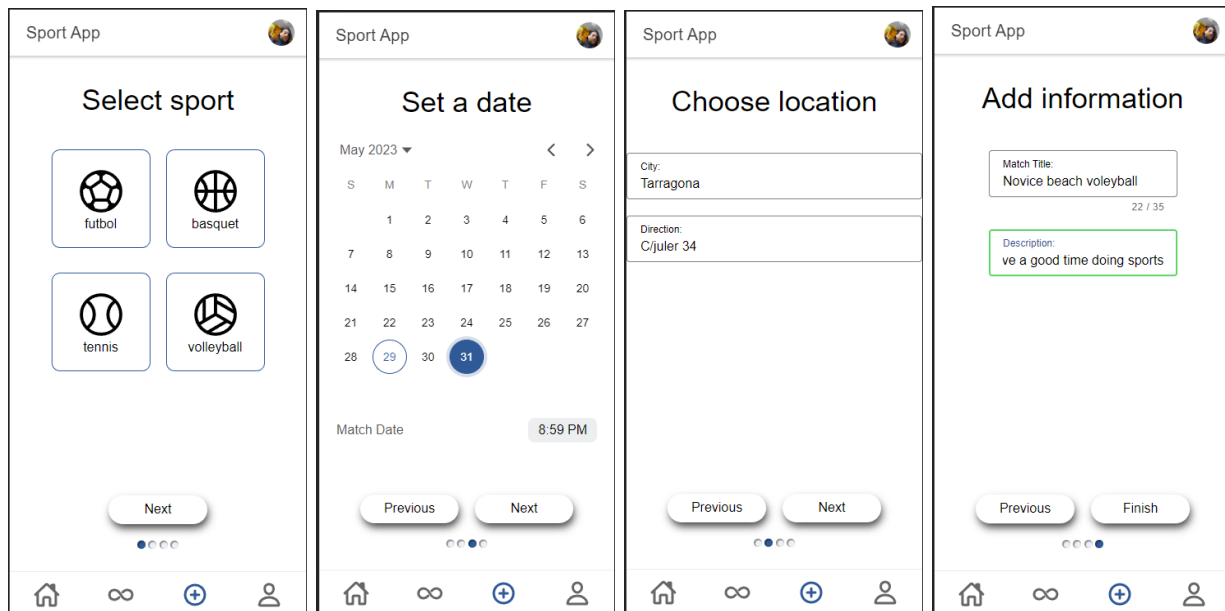 Sport App
Select sport
futbol
basquet
tennis
volleyball
Next
Sport App
Set a date
May 2023
S M T W T F S
1 2 3 4 5 6
7 8 9 10 11 12 13
14 15 16 17 18 19 20
21 22 23 24 25 26 27
28 29 30 31
Match Date 8:59 PM
Previous Next
Sport App
Choose location
City:
Tarragona
Direction:
C/juler 34
Previous Next
Sport App
Add information
Match Title:
Novice beach voleyball
22 / 35
Description:
ve a good time doing sports
Previous Finish